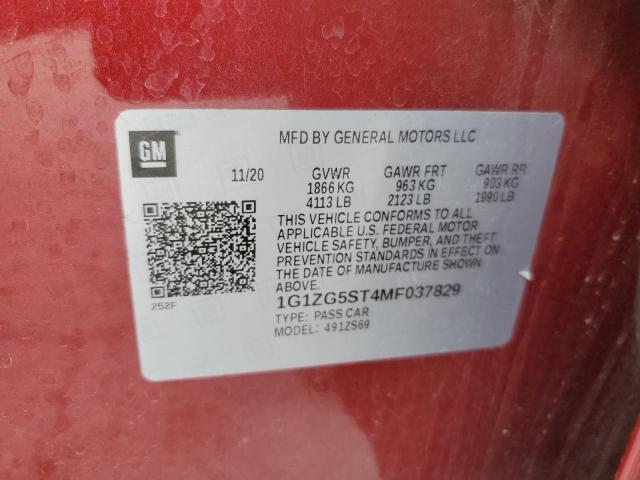 GM
MFD BY GENERAL MOTORS LLC
11/20 GVWR GAWR FRT GAWR RR
1866 KG 963 KG 903 KG
4113 LB 2123 LB 1990 LB
THIS VEHICLE CONFORMS TO ALL
APPLICABLE U.S. FEDERAL MOTOR
VEHICLE SAFETY, BUMPER, AND THEFT
PREVENTION STANDARDS IN EFFECT ON
THE DATE OF MANUFACTURE SHOWN
ABOVE.
252F
1G1ZG5ST4MF037829
TYPE: PASS CAR
MODEL: 491ZS69